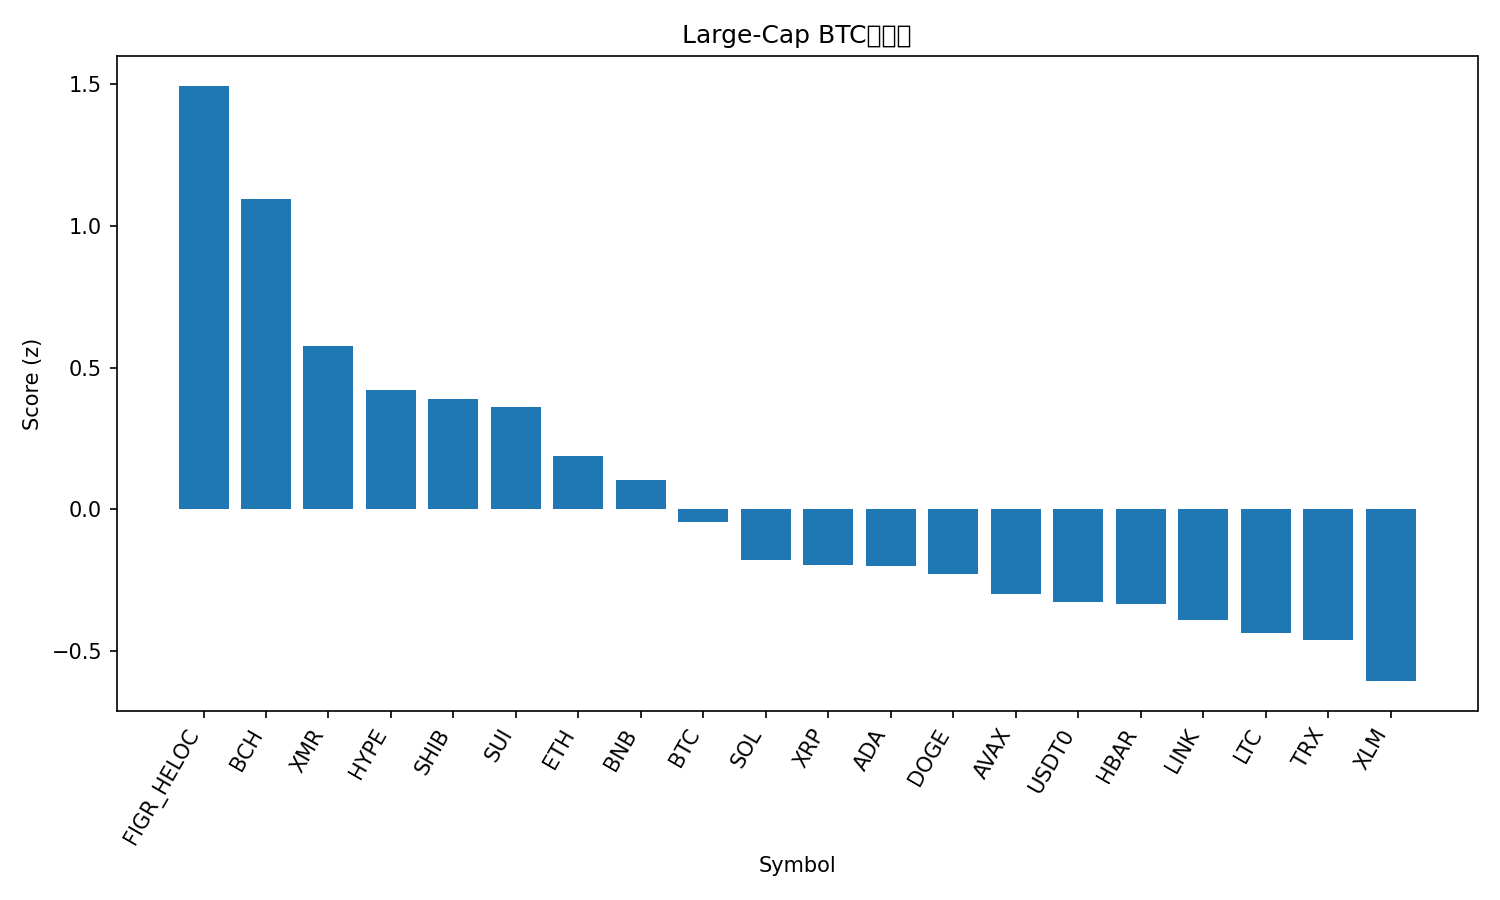 Large-Cap BTC
1.5
1.0
0.5
0.0
−0.5
Score (z)
FIGR_HELOC
BCH
XMR
HYPE
SHIB
SUI
ETH
BNB
BTC
SOL
XRP
ADA
DOGE
AVAX
USDT0
HBAR
LINK
LTC
TRX
XLM
Symbol